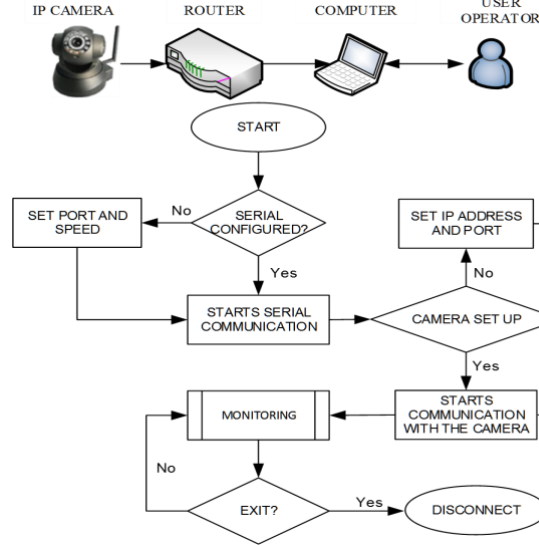 IP CAMERA
ROUTER
COMPUTER
USER
OPERATOR
START
SERIAL
CONFIGURED?
No
SET PORT AND
SPEED
Yes
STARTS SERIAL
COMMUNICATION
CAMERA SET UP
No
SET IP ADDRESS
AND PORT
Yes
STARTS
COMMUNICATION
WITH THE CAMERA
MONITORING
No
EXIT?
Yes
DISCONNECT